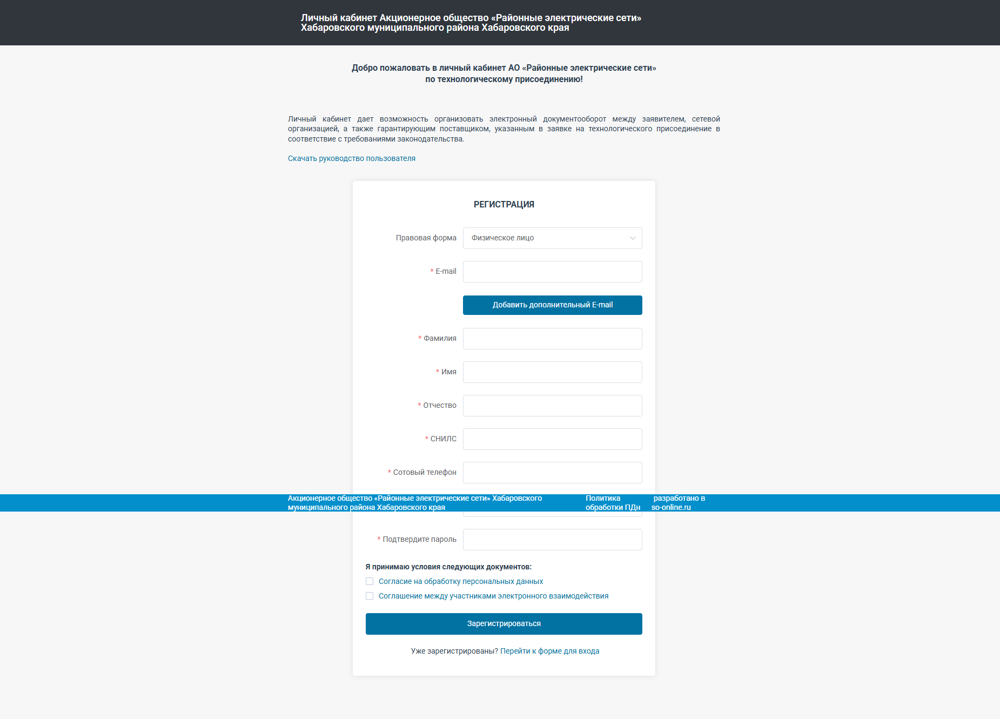 Личный кабинет Акционерное общество «Районные электрические сети»
Хабаровского муниципального района Хабаровского края
Добро пожаловать в личный кабинет АО «Районные электрические сети»
по технологическому присоединению!
Личный кабинет дает возможность организовать электронный документооборот между заявителем, сетевой
организацией, а также гарантирующим поставщиком, указанным в заявке на технологического присоединение в
соответствие с требованиями законодательства.
Скачать руководство пользователя
РЕГИСТРАЦИЯ
Правовая форма Физическое лицо
* E-mail
Добавить дополнительный E-mail
* Фамилия
* Имя
* Отчество
* СНИЛС
* Сотовый телефон
Акционерное общество «Районные электрические сети» Хабаровского
муниципального района Хабаровского края
Политика
обработки ПДн
разработано в
so-online.ru
* Подтвердите пароль
Я принимаю условия следующих документов:
Согласие на обработку персональных данных
Соглашение между участниками электронного взаимодействия
Зарегистрироваться
Уже зарегистрированы? Перейти к форме для входа